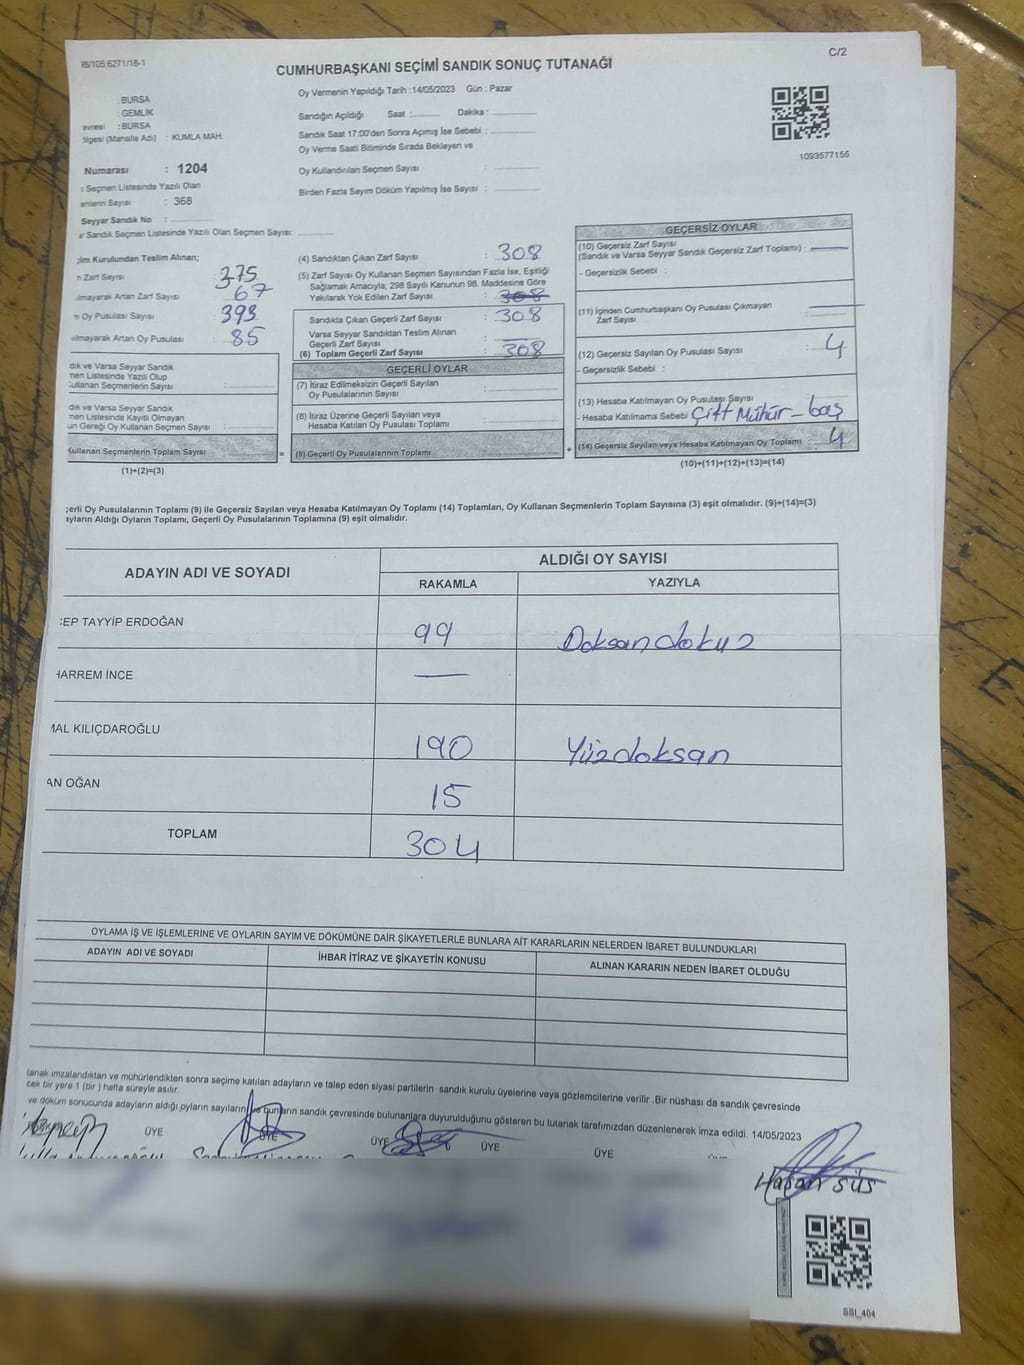 C/2
CUMHURBAŞKANI SEÇİMİ SANDIK SONUÇ TUTANAĞI
Oy Vermenin Yapıldığı Tarih :14/05/2023 Gün : Pazar
: BURSA
: GEMLİK
: BURSA
(Mahalle Adı) : KUMLA MAH.
Sandığın Açıldığı Saat : Dakika :
Sandık Saat 17:00'den Sonra Açımış İse Sebebi :
Oy Verme Saati Bitiminde Sırada Bekleyen ve
Oy Kullandırılan Seçmen Sayısı :
Birden Fazla Sayım Döküm Yapılmış İse Sayısı :
1093577155
Numarası : 1204
Seçmen Listesinde Yazılı Olan
Sayısı : 368
Seyyar Sandık No :
Sandık Seçmen Listesinde Yazılı Olan Seçmen Sayısı:
Kurulundan Teslim Alınan;
Zarf Sayısı : 375
Artan Zarf Sayısı : 67
Oy Pusulası Sayısı : 393
Artan Oy Pusulası : 85
dık ve Varsa Seyyar Sandık
Listesinde Yazılı Olup
Kullanan Seçmenlerin Sayısı :
dık ve Varsa Seyyar Sandık
Listesinde Kayıtlı Olmayan
Gereği Oy Kullanan Seçmen Sayısı :
Kullanan Seçmenlerin Toplam Sayısı =
(1)+(2)=(3)
(4) Sandıktan Çıkan Zarf Sayısı : 308
(5) Zarf Sayısı Oy Kullanan Seçmen Sayısından Fazla İse, Eşitliği
Sağlamak Amacıyla; 298 Sayılı Kanunun 98. Maddesine Göre
Yakılarak Yok Edilen Zarf Sayısı : 308
Sandıkta Çıkan Geçerli Zarf Sayısı : 308
Varsa Seyyar Sandıktan Teslim Alınan
Geçerli Zarf Sayısı :
(6) Toplam Geçerli Zarf Sayısı : 308
GEÇERLİ OYLAR
(7) İtiraz Edilmeksizin Geçerli Sayılan
Oy Pusulasının Sayısı :
(8) İtiraz Üzerine Geçerli Sayılan veya
Hesaba Katılan Oy Pusulası Toplamı :
(9) Geçerli Oy Pusulalarının Toplamı +
GEÇERSİZ OYLAR
(10) Geçersiz Zarf Sayısı
(Sandık ve Varsa Seyyar Sandık Geçersiz Zarf Toplamı) :
- Geçersizlik Sebebi :
(11) İçinden Cumhurbaşkanı Oy Pusulası Çıkmayan
Zarf Sayısı :
(12) Geçersiz Sayılan Oy Pusulası Sayısı : 4
- Geçersizlik Sebebi :
(13) Hesaba Katılmayan Oy Pusulası Sayısı
- Hesaba Katılmama Sebebi Çift Mühür - boş
(14) Geçersiz Sayılan veya Hesaba Katılmayan Oy Toplamı : 4
(10)+(11)+(12)+(13)=(14)
Oy Pusulalarının Toplamı (9) ile Geçersiz Sayılan veya Hesaba Katılmayan Oy Toplamı (14) Toplamları, Oy Kullanan Seçmenlerin Toplam Sayısına (3) eşit olmalıdır. (9)+(14)=(3)
Aldığı Oyların Toplamı, Geçerli Oy Pusulalarının Toplamına (9) eşit olmalıdır.
ADAYIN ADI VE SOYADI ALDIĞI OY SAYISI
RAKAMLA YAZIYLA
EP TAYYİP ERDOĞAN 99 Doksandokuz
HARREM İNCE —
MAL KILIÇDAROĞLU 190 Yüzdoksan
AN OĞAN 15
TOPLAM 304
OYLAMA İŞ VE İŞLEMLERİNE VE OYLARIN SAYIM VE DÖKÜMÜNE DAİR ŞİKAYETLERLE BUNLARA AİT KARARLARIN NELERDEN İBARET BULUNDUKLARI
ADAYIN ADI VE SOYADI İHBAR İTİRAZ VE ŞİKAYETİN KONUSU ALINAN KARARIN NEDEN İBARET OLDUĞU
tanak imzalandıktan ve mühürlendikten sonra seçime katılan adayların ve talep eden siyasi partilerin sandık kurulu üyelerine veya gözlemcilerine verilir .Bir nüshası da sandık çevresinde
cek bir yere 1 (bir ) hafta süreyle asılır.
ve döküm sonucunda adayların aldığı oyların sayıların ve bunların sandık çevresinde bulunanlara duyurulduğunu gösteren bu tutanak tarafımızdan düzenlenerek imza edildi. 14/05/2023
ÜYE ÜYE ÜYE ÜYE ÜYE
Hasan SÜS
SBI_404